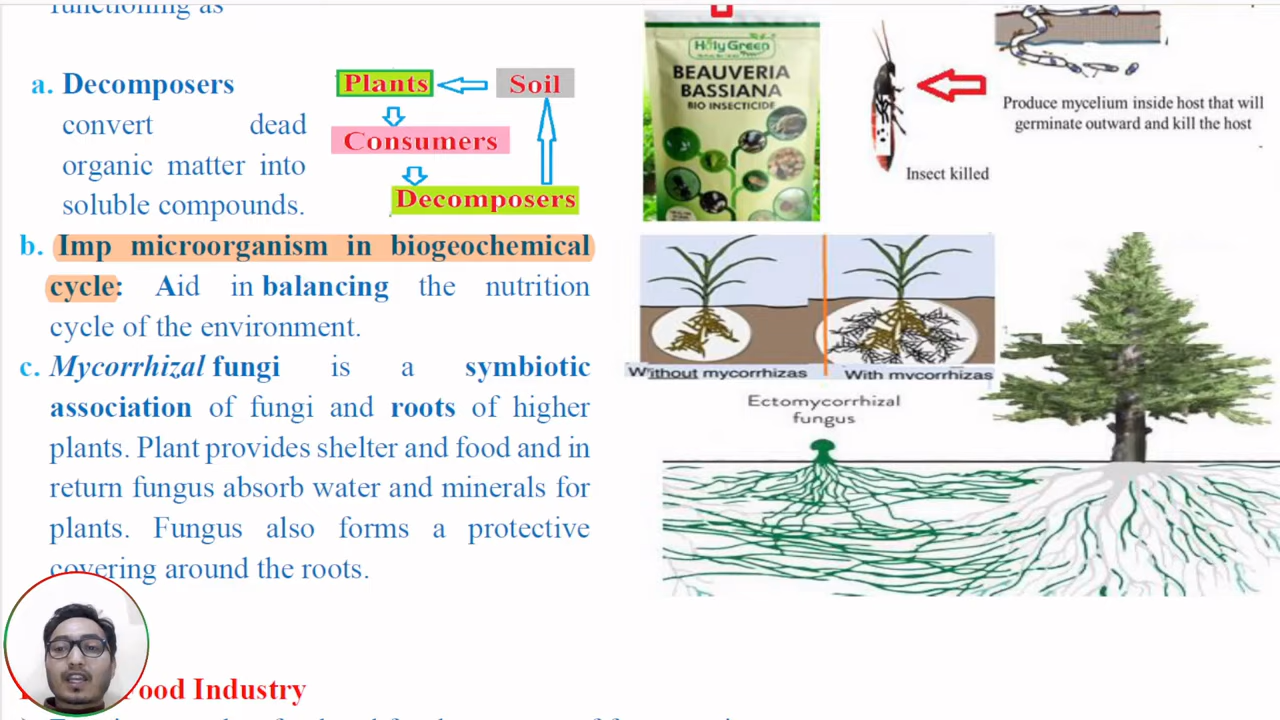 functioning as
a. Decomposers
convert dead
organic matter into
soluble compounds.
Plants
Soil
Consumers
Decomposers
b. Imp microorganism in biogeochemical
cycle: Aid in balancing the nutrition
cycle of the environment.
c. Mycorrhizal fungi is a symbiotic
association of fungi and roots of higher
plants. Plant provides shelter and food and in
return fungus absorb water and minerals for
plants. Fungus also forms a protective
covering around the roots.
Food Industry
Holy Green
BEAUVERIA
BASSIANA
BIO INSECTICIDE
Insect killed
Produce mycelium inside host that will
germinate outward and kill the host
Without mycorrhizas
With mycorrhizas
Ectomycorrhizal
fungus